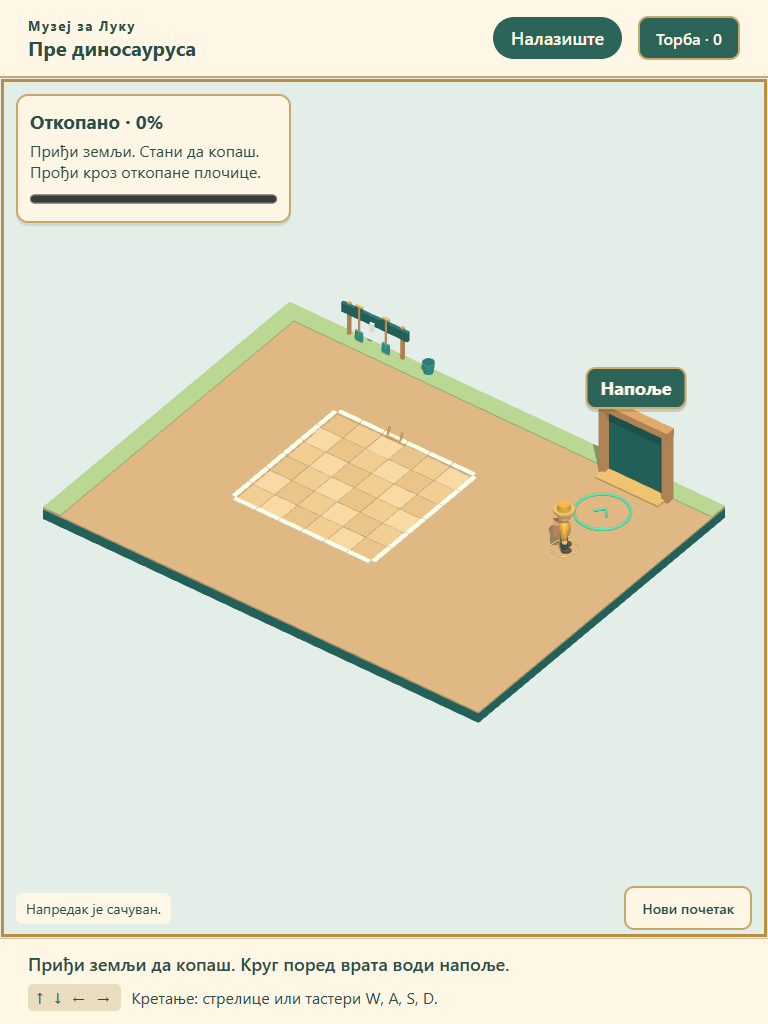 Музеј за Луку
Пре диносауруса
Налазиште
Торба · 0
Откопано · 0%
Приђи земљи. Стани да копаш.
Прођи кроз откопане плочице.
Напоље
Напредак је сачуван.
Нови почетак
Приђи земљи да копаш. Круг поред врата води напоље.
↑ ↓ ← → Кретање: стрелице или тастери W, A, S, D.